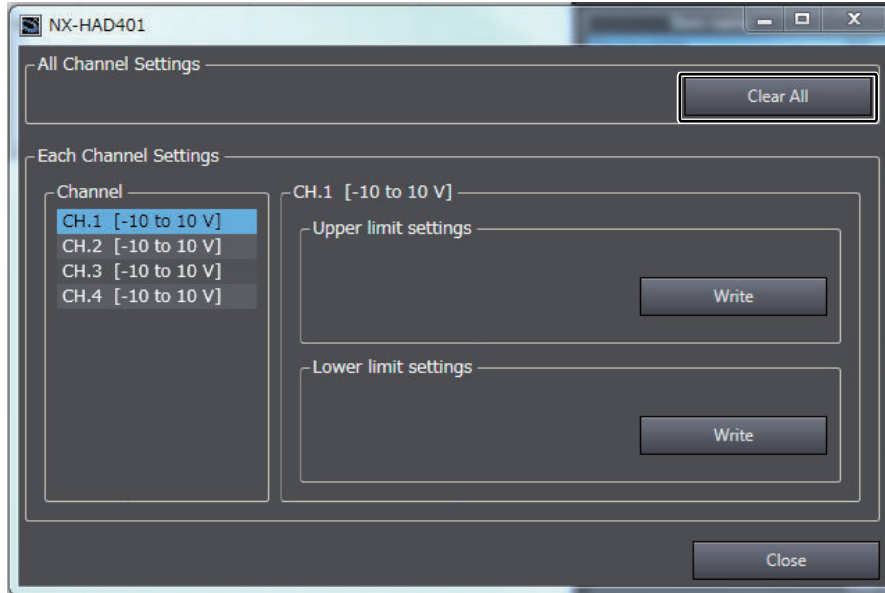 NX-HAD401
All Channel Settings
Clear All
Each Channel Settings
Channel
CH.1 [-10 to 10 V]
CH.2 [-10 to 10 V]
CH.3 [-10 to 10 V]
CH.4 [-10 to 10 V]
CH.1 [-10 to 10 V]
Upper limit settings
Write
Lower limit settings
Write
Close